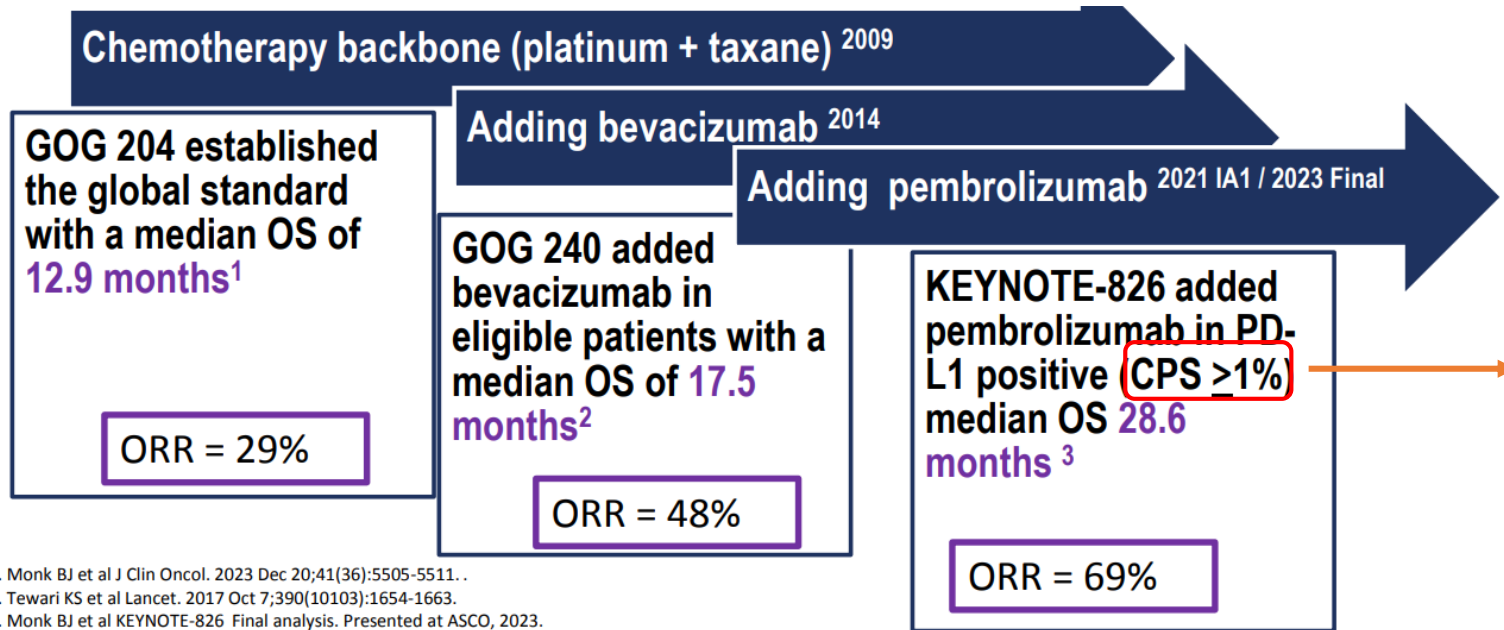 Chemotherapy backbone (platinum + taxane) 2009
Adding bevacizumab 2014
Adding pembrolizumab 2021 IA1 / 2023 Final
GOG 204 established
the global standard
with a median OS of
12.9 months1
ORR = 29%
GOG 240 added
bevacizumab in
eligible patients with a
median OS of 17.5
months2
ORR = 48%
KEYNOTE-826 added
pembrolizumab in PD-
L1 positive (CPS >1%)
median OS 28.6
months 3
ORR = 69%
. Monk BJ et al J Clin Oncol. 2023 Dec 20;41(36):5505-5511. .
. Tewari KS et al Lancet. 2017 Oct 7;390(10103):1654-1663.
. Monk BJ et al KEYNOTE-826 Final analysis. Presented at ASCO, 2023.